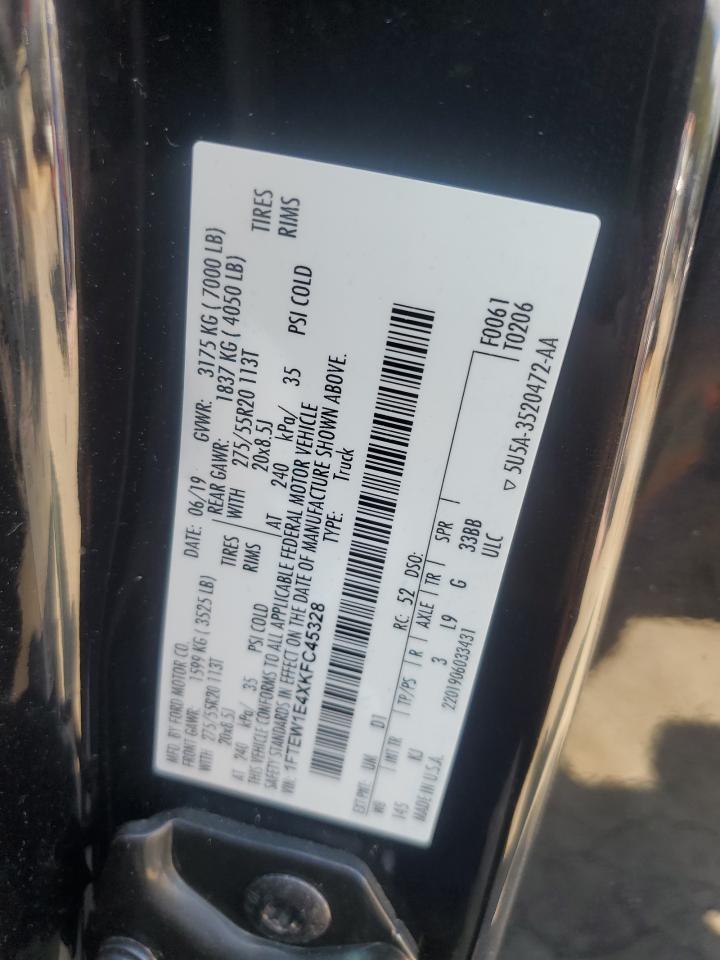 MFD. BY FORD MOTOR CO.
DATE: 06/19 GVWR: 3175 KG ( 7000 LB)
FRONT GAWR: 1599 KG ( 3525 LB) REAR GAWR: 1837 KG ( 4050 LB)
WITH 275/55R20 113T TIRES WITH 275/55R20 113T TIRES
20x8.5J RIMS 20x8.5J RIMS
AT 240 kPa/ 35 PSI COLD AT 240 kPa/ 35 PSI COLD
THIS VEHICLE CONFORMS TO ALL APPLICABLE FEDERAL MOTOR VEHICLE
SAFETY STANDARDS IN EFFECT ON THE DATE OF MANUFACTURE SHOWN ABOVE.
VIN: 1FTEW1E4XKFC45328 TYPE: Truck
F0061
T0206
EXT PNT: UM D1 RC: 52 DSO:
WB INT TR TP/PS R AXLE TR SPR
145 KJ 3 L9 G 33BB
MADE IN U.S.A. 2201906033431 ULC
▽ 5U5A-3520472-AA